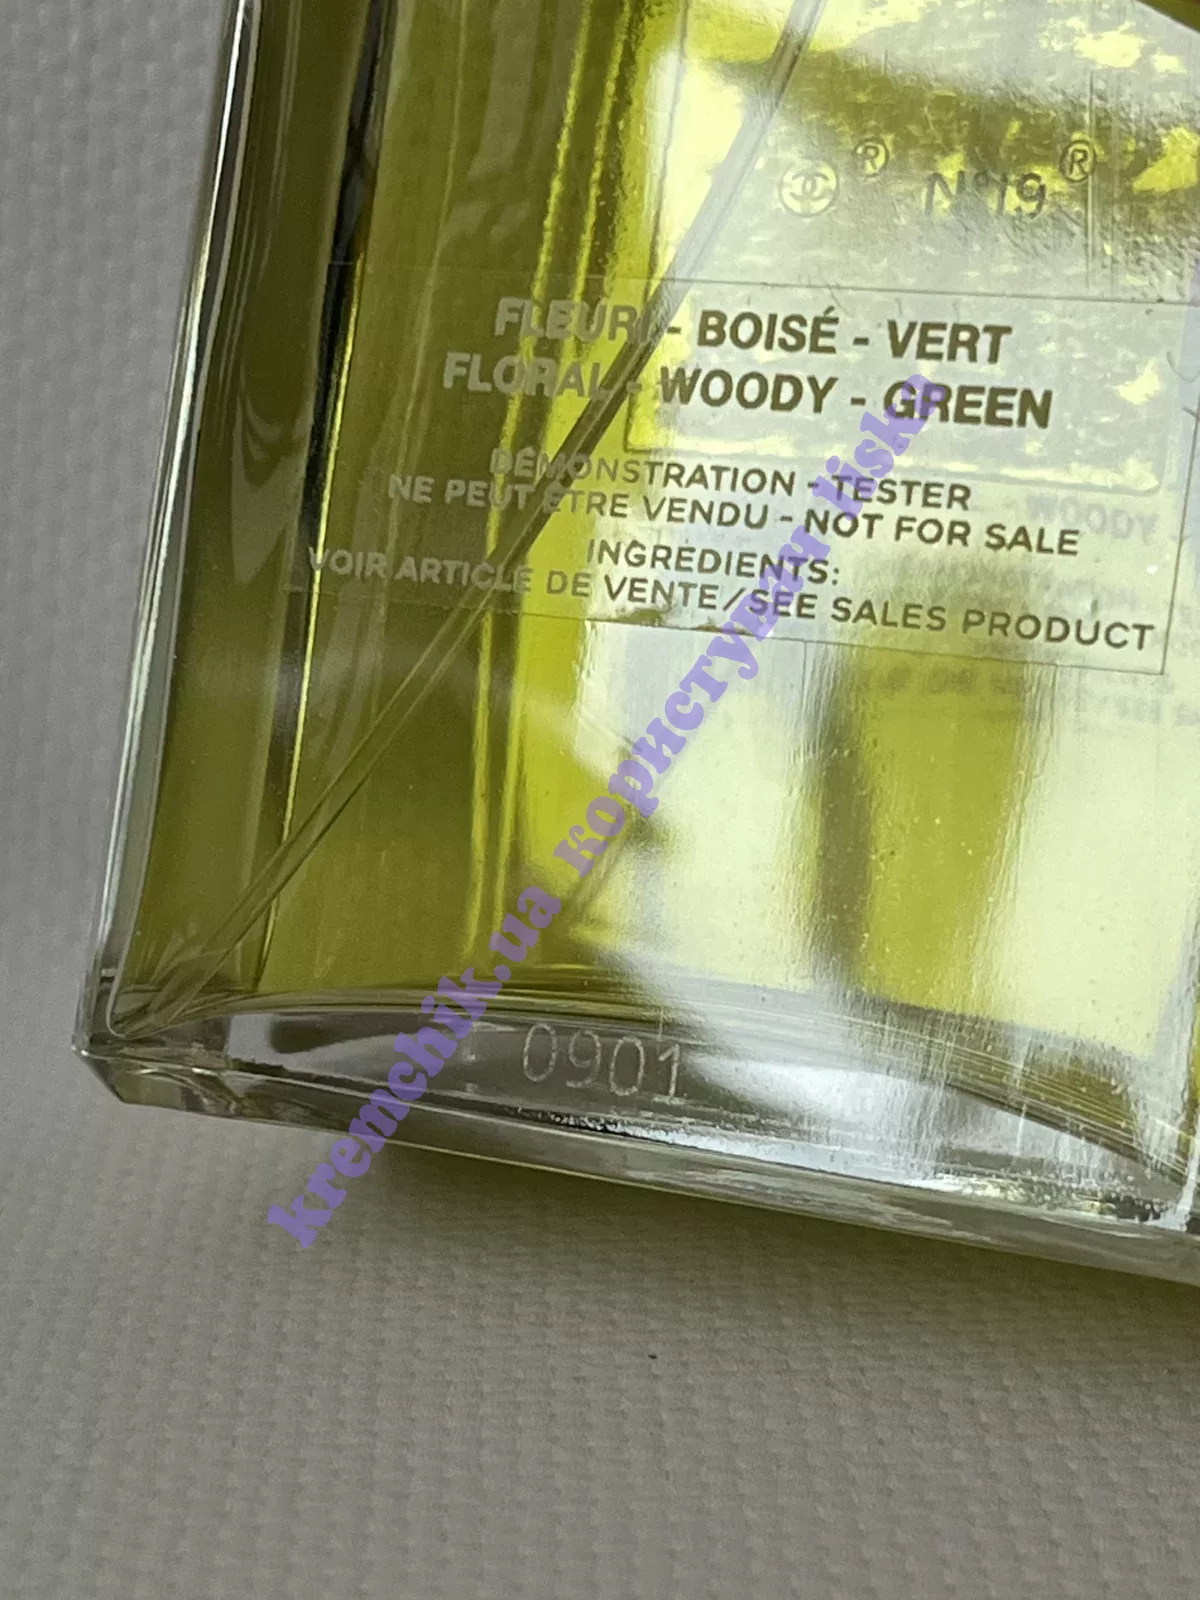 ® N°19 ®
FLEURI - BOISÉ - VERT
FLORAL - WOODY - GREEN
DÉMONSTRATION - TESTER
NE PEUT ÊTRE VENDU - NOT FOR SALE
INGREDIENTS:
VOIR ARTICLE DE VENTE/SEE SALES PRODUCT
0901
kremchik.ua користувач liska